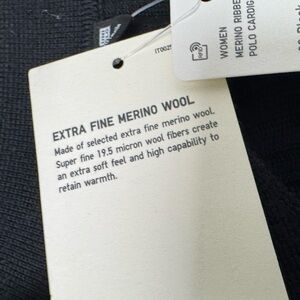 WOMEN
MERINO RIBBE
POLO CARDIG
EXTRA FINE MERINO WOOL
Made of selected extra fine merino wool.
Super fine 19.5 micron wool fibers create
an extra soft feel and high capability to
retain warmth.